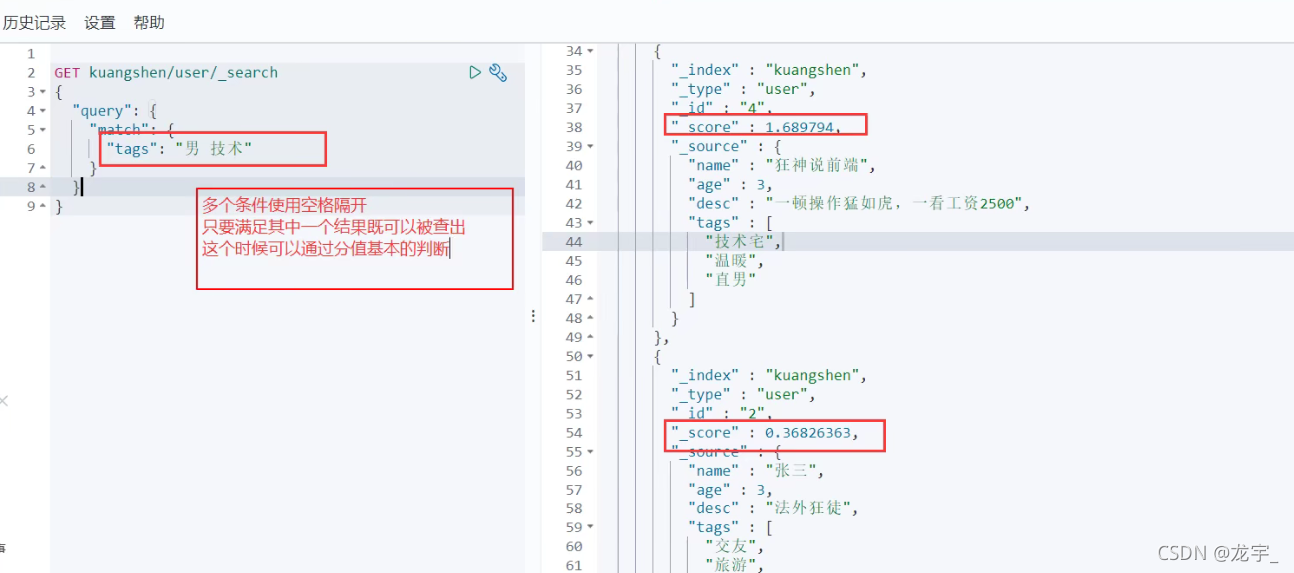 历史记录 设置 帮助
1
2 GET kuangshen/user/_search
3 {
4 "query": {
5 "match": {
6 "tags": "男 技术"
7 }
8 }
9 }
多个条件使用空格隔开
只要满足其中一个结果既可以被查出
这个时候可以通过分值基本的判断
34 {
35 "_index" : "kuangshen",
36 "_type" : "user",
37 "_id" : "4",
38 "_score" : 1.689794,
39 "_source" : {
40 "name" : "狂神说前端",
41 "age" : 3,
42 "desc" : "一顿操作猛如虎，一看工资2500",
43 "tags" : [
44 "技术宅",
45 "温暖",
46 "直男"
47 ]
48 }
49 },
50 {
51 "_index" : "kuangshen",
52 "_type" : "user",
53 "_id" : "2",
54 "_score" : 0.36826363,
55 "_source" : {
56 "name" : "张三",
57 "age" : 3,
58 "desc" : "法外狂徒",
59 "tags" : [
60 "交友",
61 "旅游",
CSDN @龙宇_